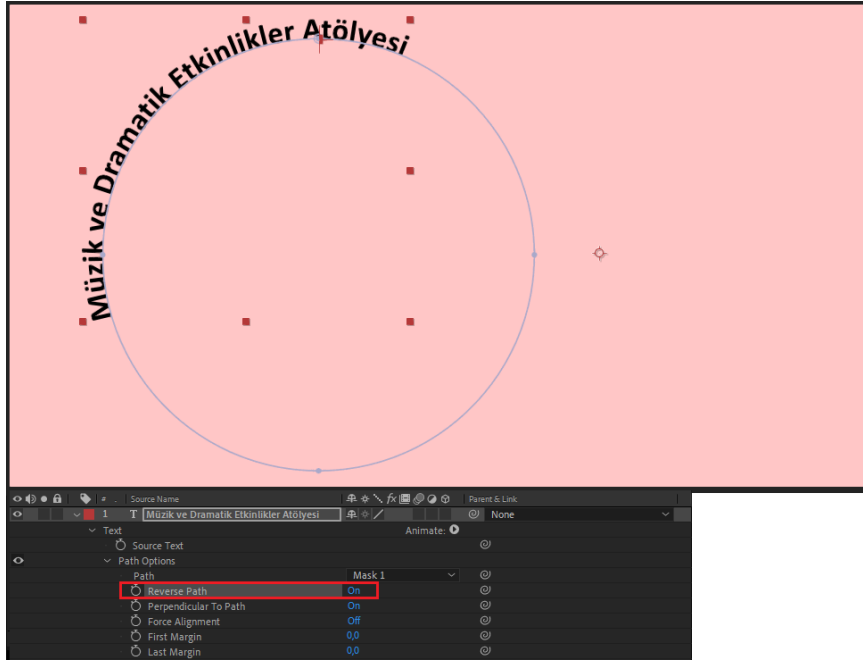 Müzik ve Dramatik Etkinlikler Atölyesi
# . Source Name fx Parent & Link
1 T Müzik ve Dramatik Etkinlikler Atölyesi None
Text Animate:
Source Text
Path Options
Path Mask 1
Reverse Path On
Perpendicular To Path On
Force Alignment Off
First Margin 0,0
Last Margin 0,0